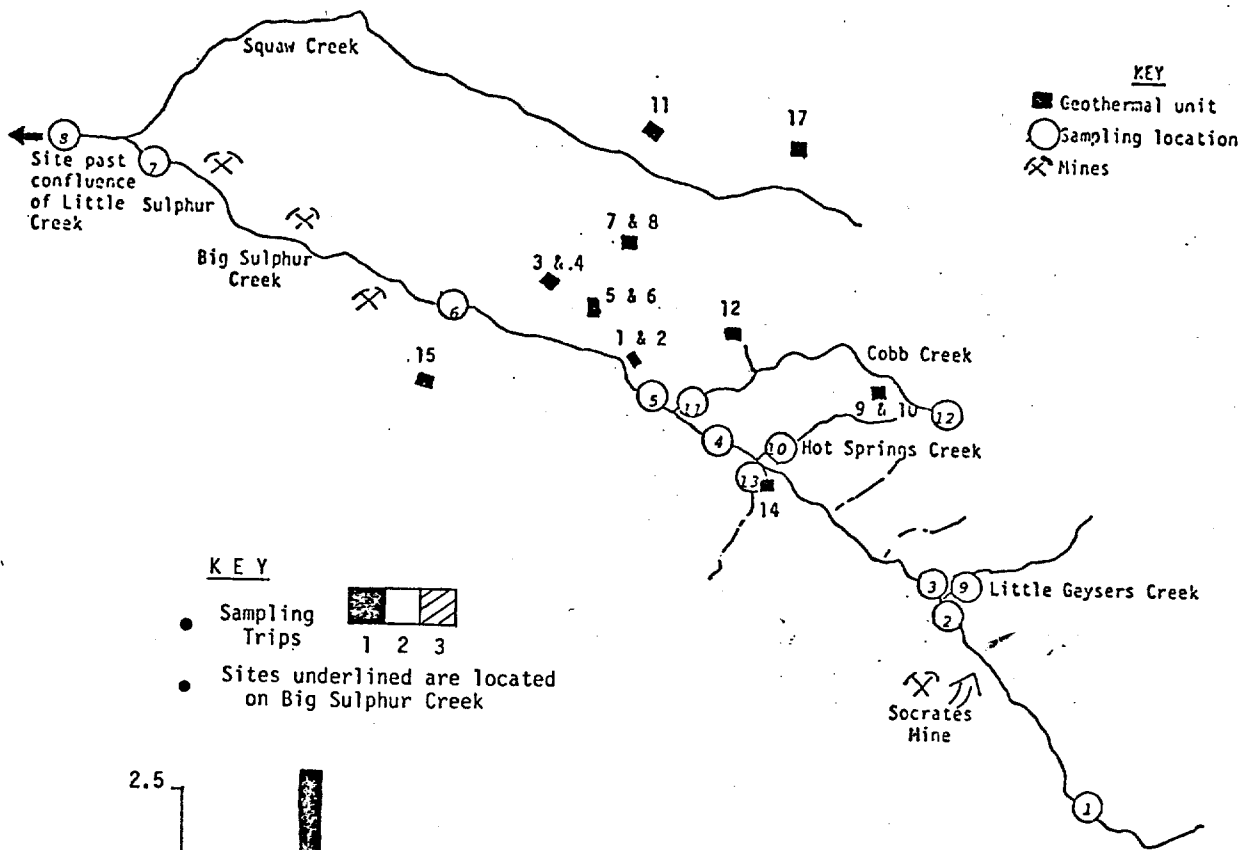 Squaw Creek
KEY
Geothermal unit
Sampling location
Mines
11
17
8
7
Site past
confluence
of Little Sulphur
Creek
Big Sulphur
Creek
7 & 8
3 & .4
5 & 6
6
12
1 & 2
Cobb Creek
.15
5
11
9 & 10
12
4
10
Hot Springs Creek
13
14
KEY
Sampling
Trips
1 2 3
Sites underlined are located
on Big Sulphur Creek
3
9
Little Gaysers Creek
2
Socrates
Mine
1
2.5